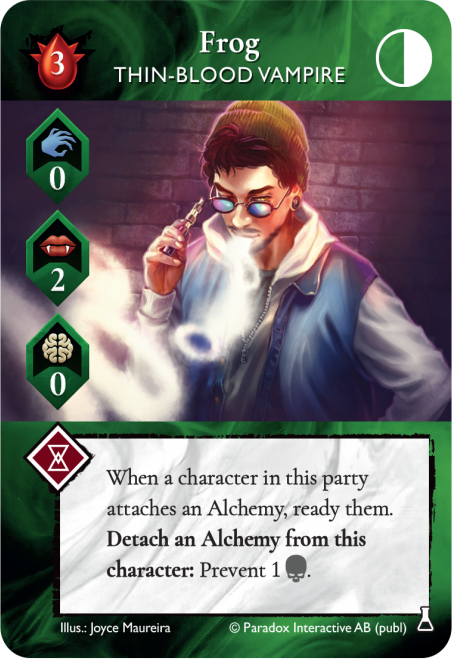 3
Frog
THIN-BLOOD VAMPIRE
0
2
0
When a character in this party
attaches an Alchemy, ready them.
Detach an Alchemy from this
character: Prevent 1 .
Illus.: Joyce Maureira
© Paradox Interactive AB (publ)